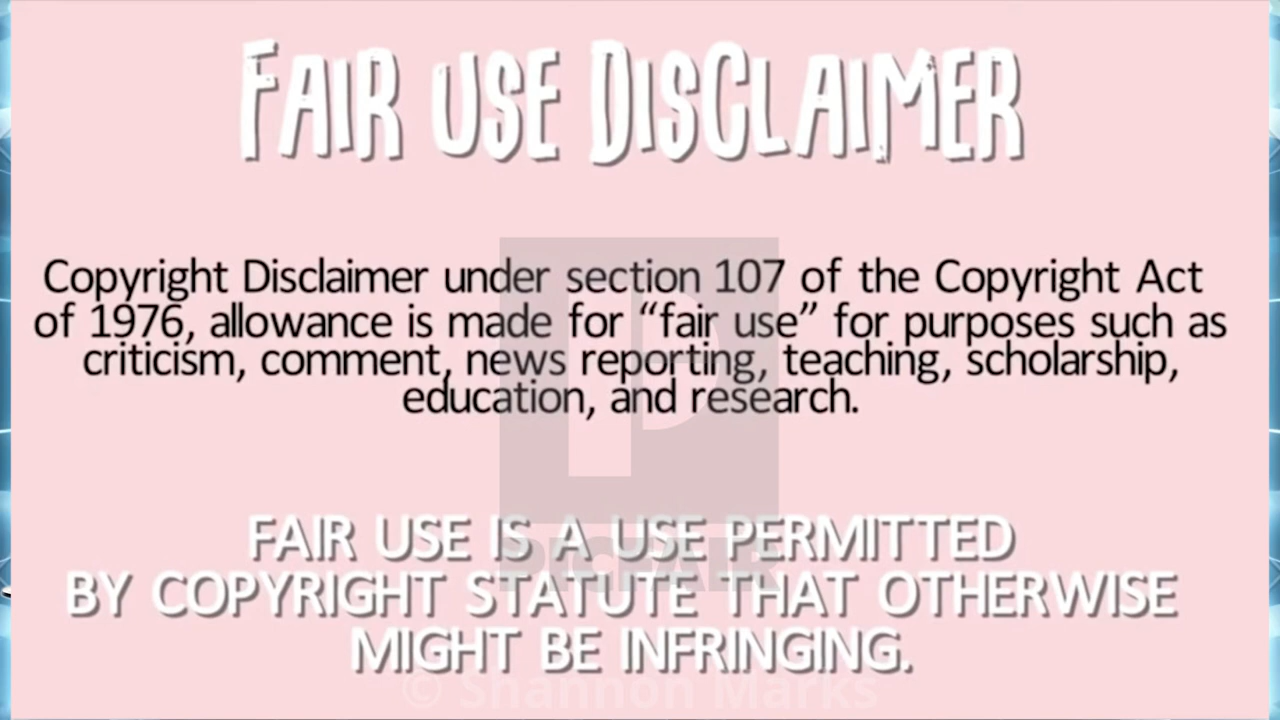 FAIR USE DISCLAIMER
Copyright Disclaimer under section 107 of the Copyright Act
of 1976, allowance is made for “fair use” for purposes such as
criticism, comment, news reporting, teaching, scholarship,
education, and research.
FAIR USE IS A USE PERMITTED
PICFAIR
BY COPYRIGHT STATUTE THAT OTHERWISE
MIGHT BE INFRINGING.
© Shannon Marks